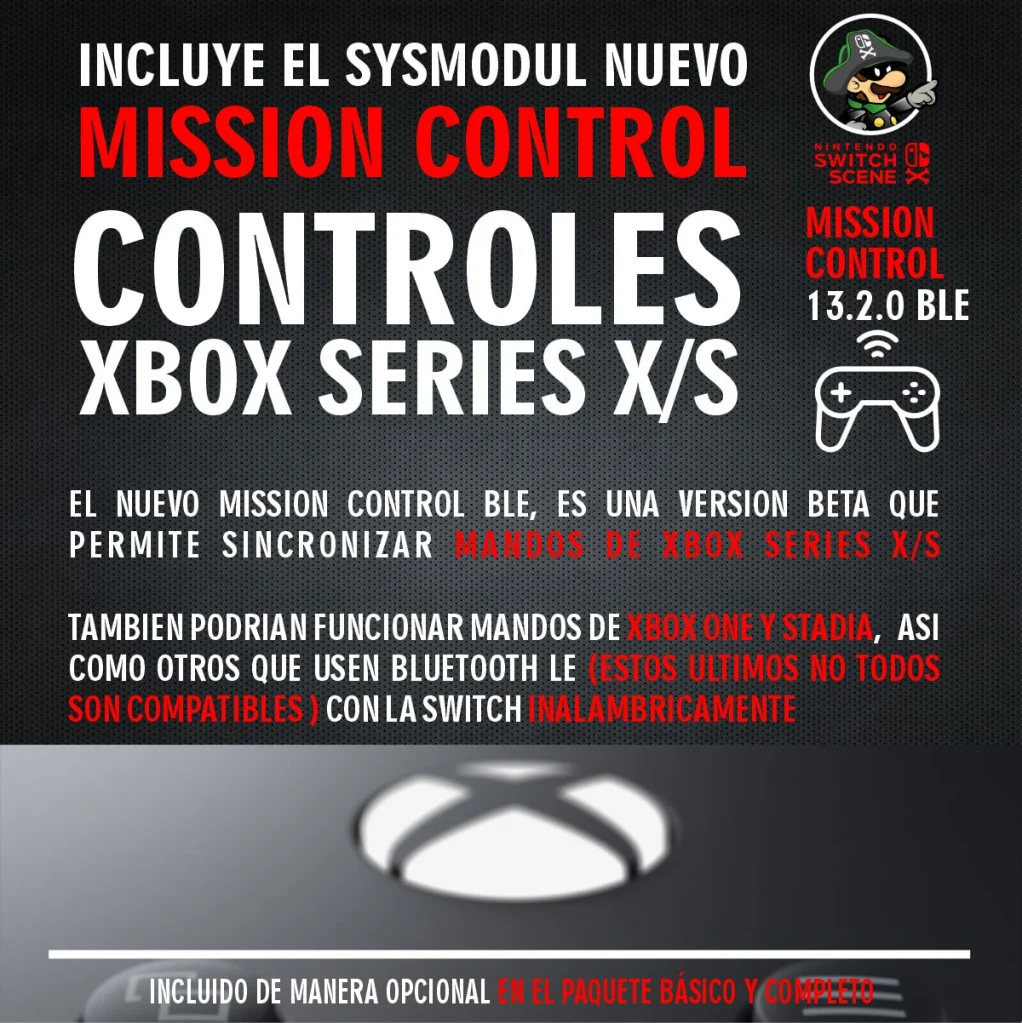 INCLUYE EL SYSMODUL NUEVO
MISSION CONTROL
CONTROLES
XBOX SERIES X/S
NINTENDO
SWITCH
SCENE
MISSION
CONTROL
13.2.0 BLE
EL NUEVO MISSION CONTROL BLE, ES UNA VERSION BETA QUE
PERMITE SINCRONIZAR MANDOS DE XBOX SERIES X/S
TAMBIEN PODRIAN FUNCIONAR MANDOS DE XBOX ONE Y STADIA, ASI
COMO OTROS QUE USEN BLUETOOTH LE (ESTOS ULTIMOS NO TODOS
SON COMPATIBLES ) CON LA SWITCH INALAMBRICAMENTE
INCLUIDO DE MANERA OPCIONAL EN EL PAQUETE BÁSICO Y COMPLETO